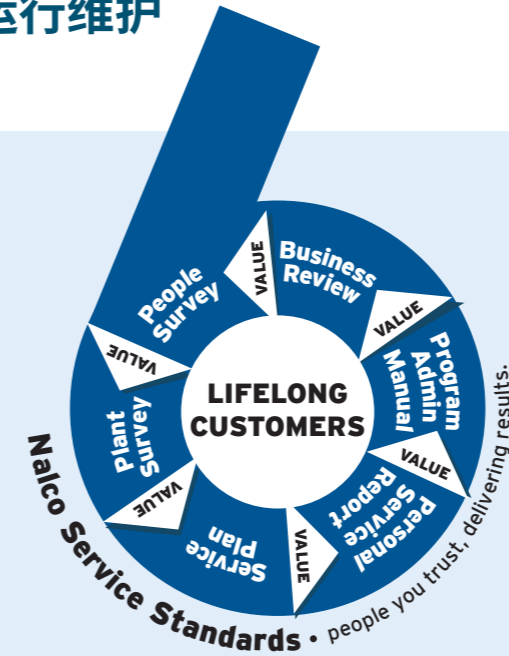 运行维护
People
Survey
VALUE
Business
Review
VALUE
Program
Admin
Manual
VALUE
Personal
Service
Report
VALUE
Service
Plan
VALUE
Plant
Survey
VALUE
LIFELONG
CUSTOMERS
Nalco Service Standards • people you trust, delivering results.